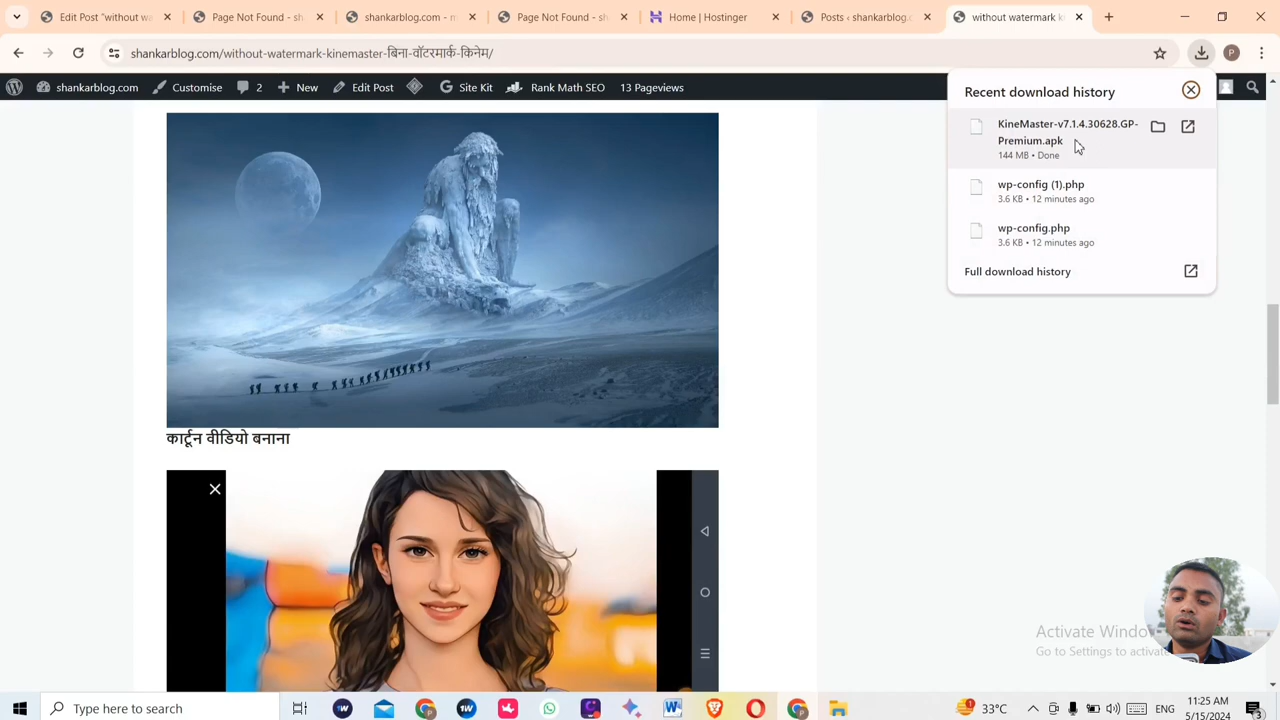 Edit Post "without wa
Page Not Found - sh
shankarblog.com - m
Page Not Found - sh
Home | Hostinger
Posts ‹ shankarblog.c
without watermark ki
shankarblog.com/without-watermark-kinemaster-बिना-वॉटरमार्क-किनेम/
P
shankarblog.com
Customise
2
New
Edit Post
Site Kit
Rank Math SEO
13 Pageviews
Recent download history
KineMaster-v7.1.4.30628.GP-
Premium.apk
144 MB • Done
wp-config (1).php
3.6 KB • 12 minutes ago
wp-config.php
3.6 KB • 12 minutes ago
Full download history
कार्टून वीडियो बनाना
Activate Windo
Go to Settings to activate
Type here to search
33°C
ENG
11:25 AM
2/15/2024
3